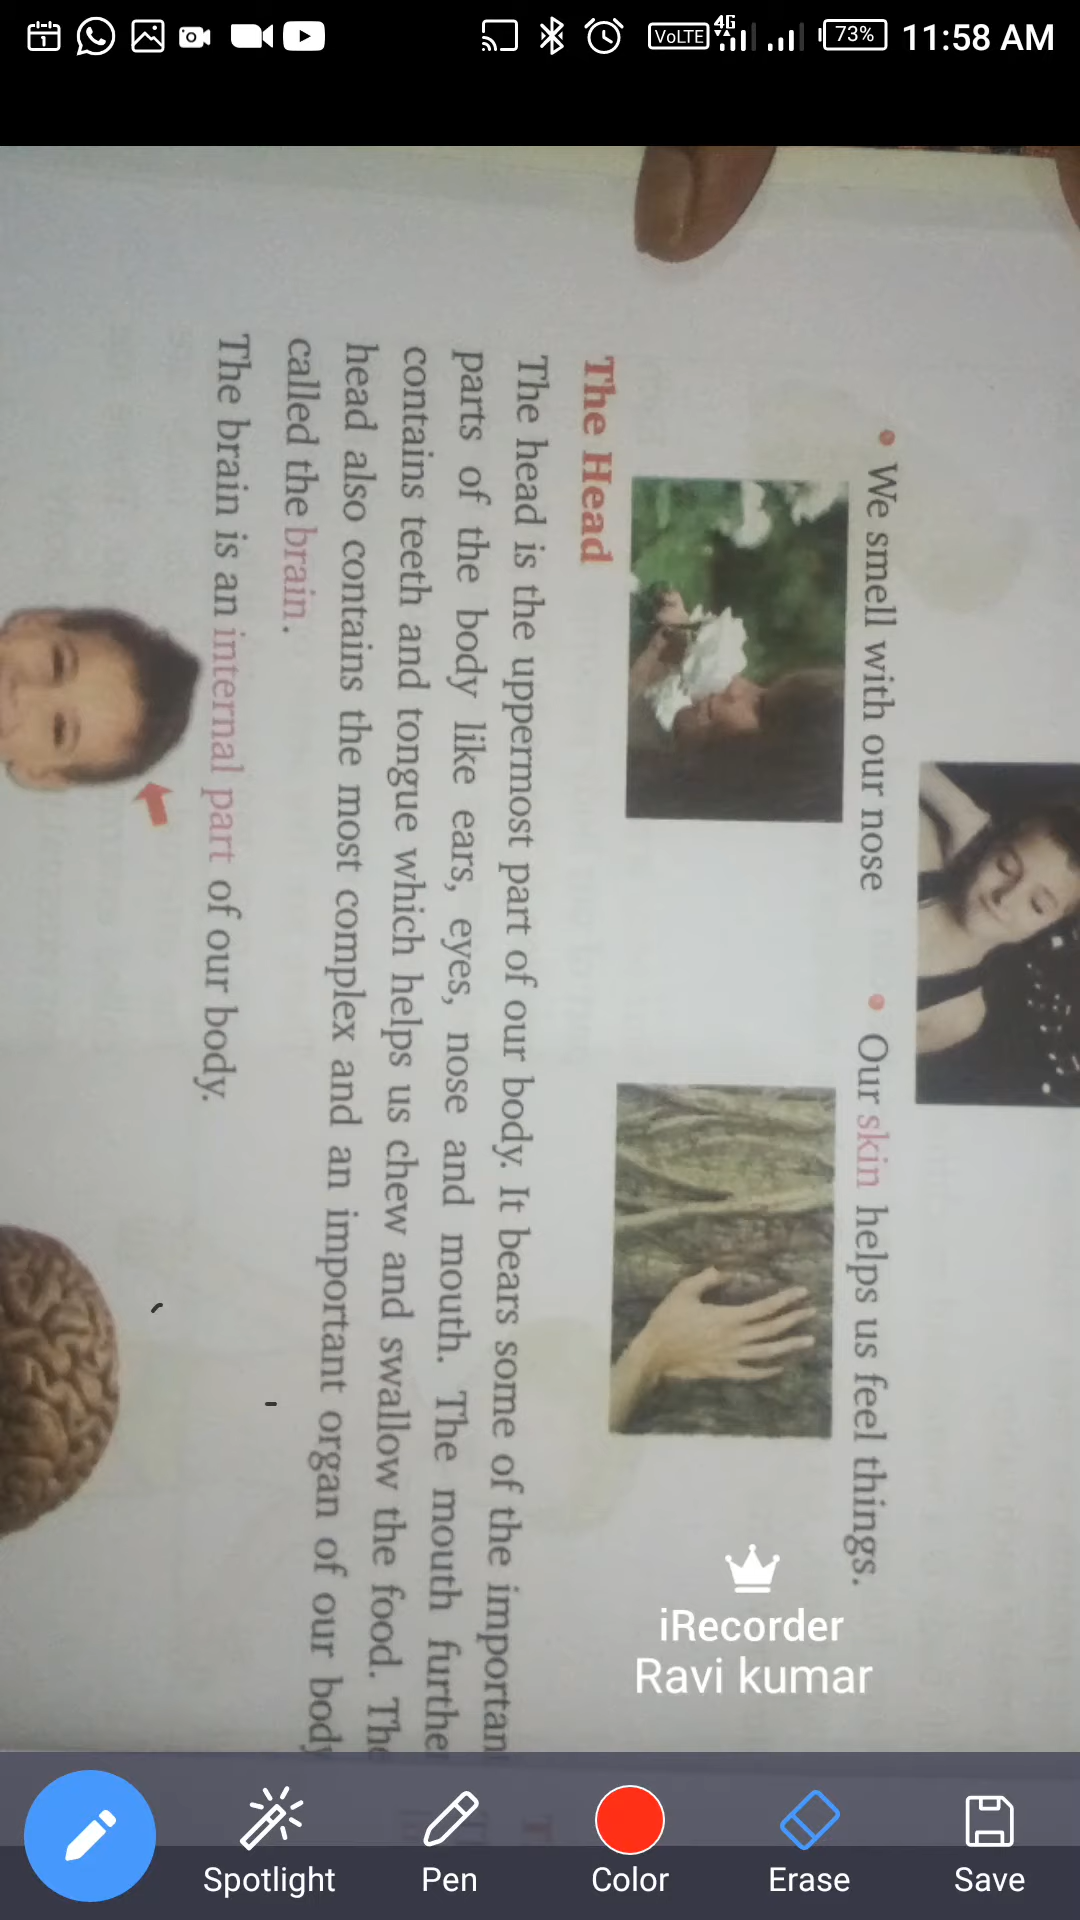 VoLTE 4G 73% 11:58 AM
• We smell with our nose
• Our skin helps us feel things.
The Head
The head is the uppermost part of our body. It bears some of the important
parts of the body like ears, eyes, nose and mouth. The mouth further
contains teeth and tongue which helps us chew and swallow the food. The
head also contains the most complex and an important organ of our body
called the brain.
The brain is an internal part of our body.
iRecorder
Ravi kumar
Spotlight
Pen
Color
Erase
Save